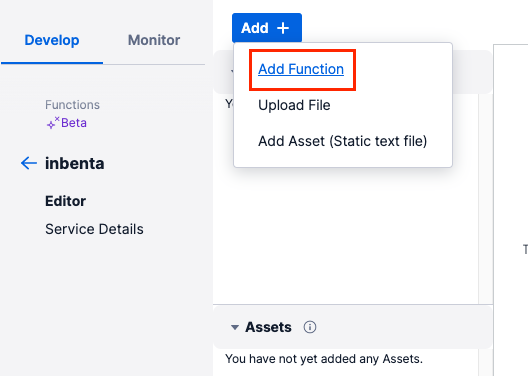 Develop
Monitor
Functions
Beta
inbenta
Editor
Service Details
Add +
Add Function
Upload File
Add Asset (Static text file)
Assets
You have not yet added any Assets.